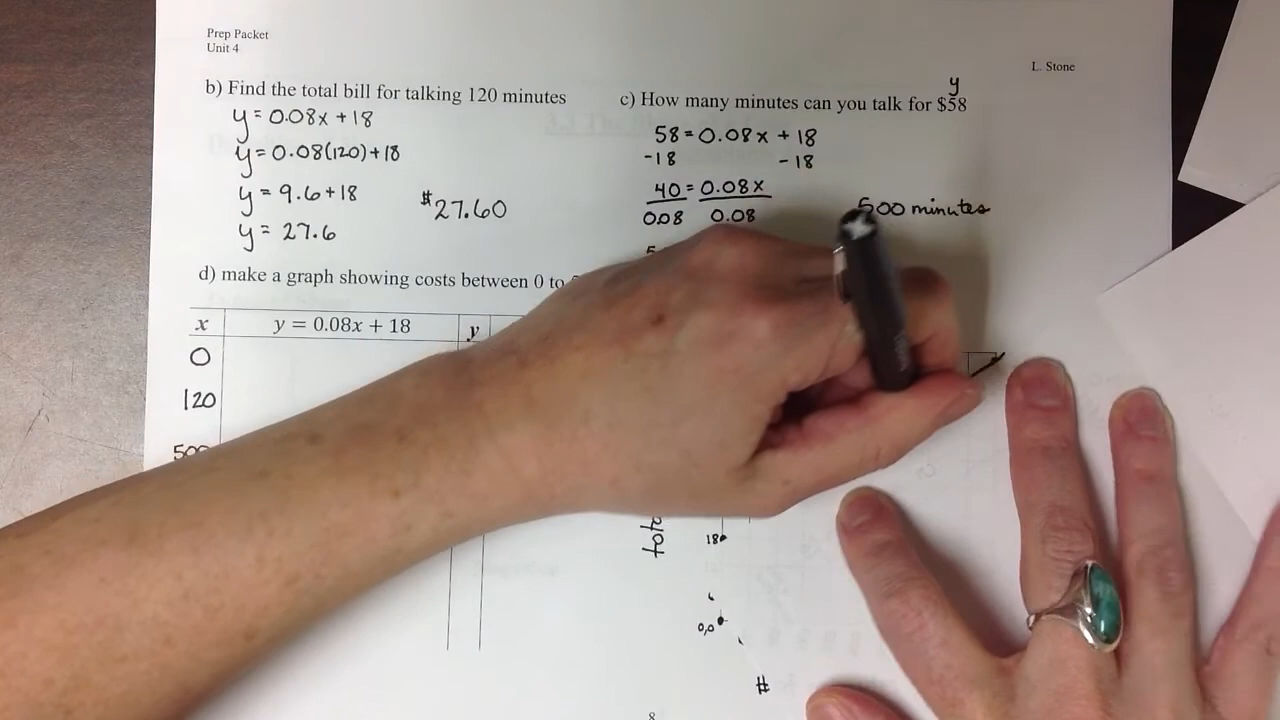 Prep Packet
Unit 4
L. Stone
b) Find the total bill for talking 120 minutes
y = 0.08x + 18
y = 0.08(120) + 18
y = 9.6 + 18
y = 27.6
$27.60
y
c) How many minutes can you talk for $58
58 = 0.08x + 18
-18 - 18
40 = 0.08x
0.08 0.08
500 minutes
d) make a graph showing costs between 0 to
x y = 0.08x + 18 y
0
120
500
18
0,0
#
8